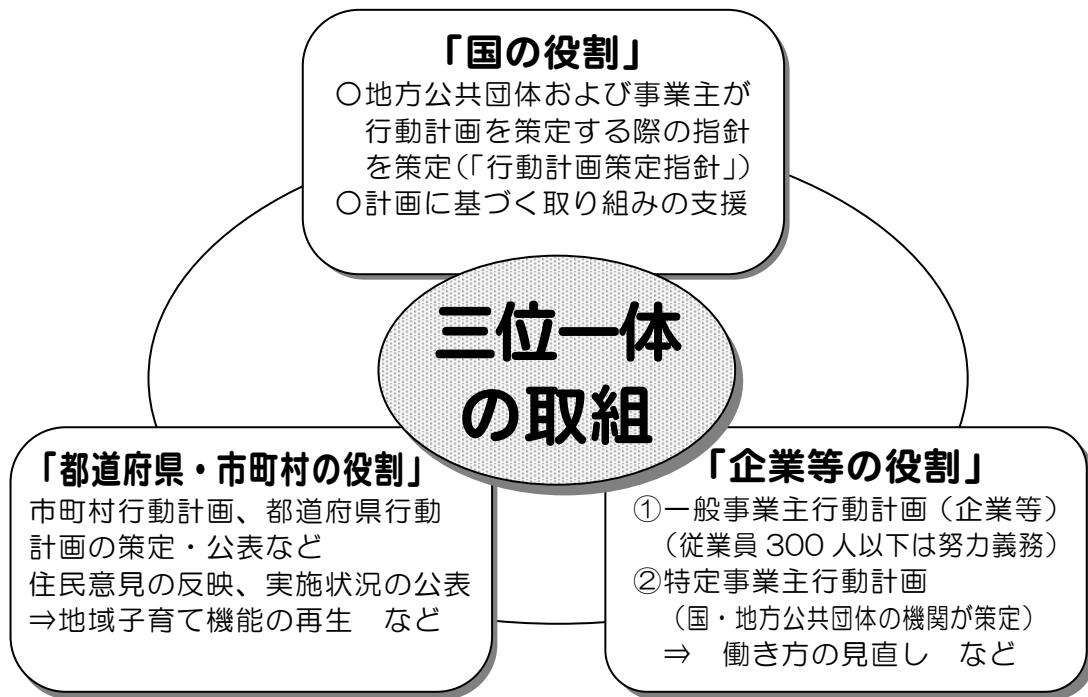 「国の役割」
〇地方公共団体および事業主が
行動計画を策定する際の指針
を策定(「行動計画策定指針」)
〇計画に基づく取り組みの支援
三位一体
の取組
「都道府県・市町村の役割」
市町村行動計画、都道府県行動
計画の策定・公表など
住民意見の反映、実施状況の公表
⇒地域子育て機能の再生　など
「企業等の役割」
①一般事業主行動計画(企業等)
(従業員 300 人以下は努力義務)
②特定事業主行動計画
(国・地方公共団体の機関が策定)
⇒　働き方の見直し　など